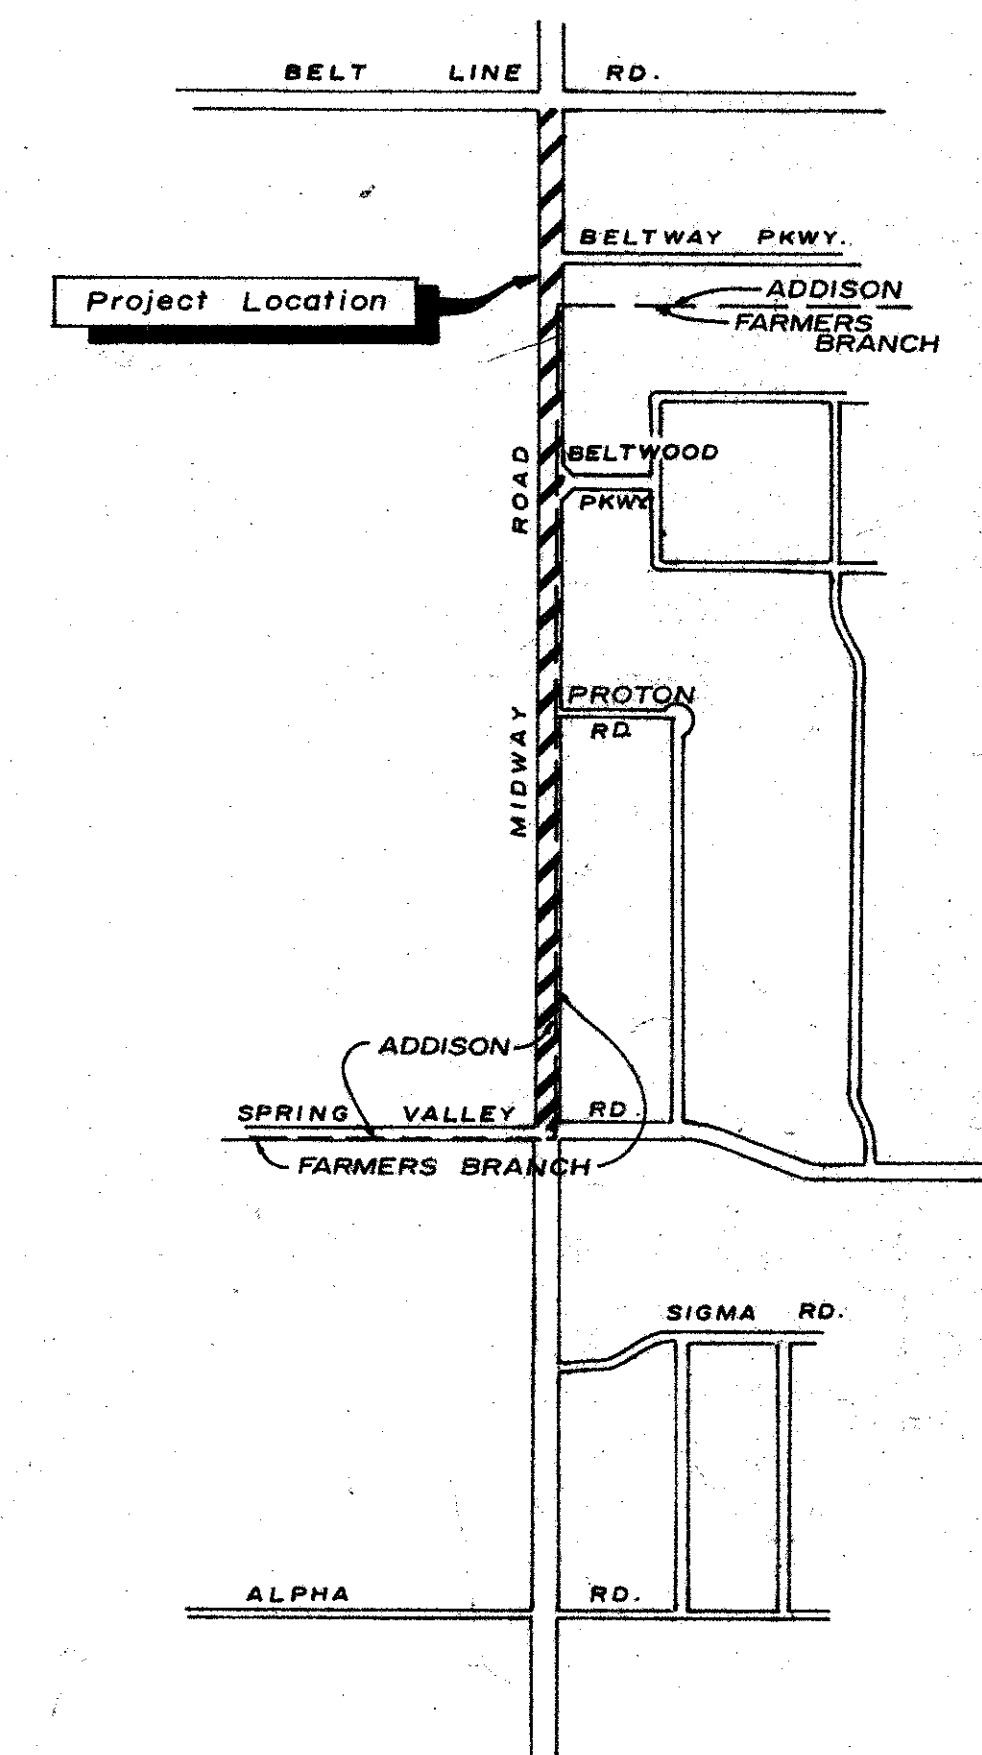 BELT LINE RD.
BELTWAY PKWY.
Project Location
ADDISON
FARMERS
BRANCH
BELTWOOD
PKWY
MIDWAY ROAD
PROTON
RD.
ADDISON
SPRING VALLEY RD.
FARMERS BRANCH
SIGMA RD.
ALPHA RD.